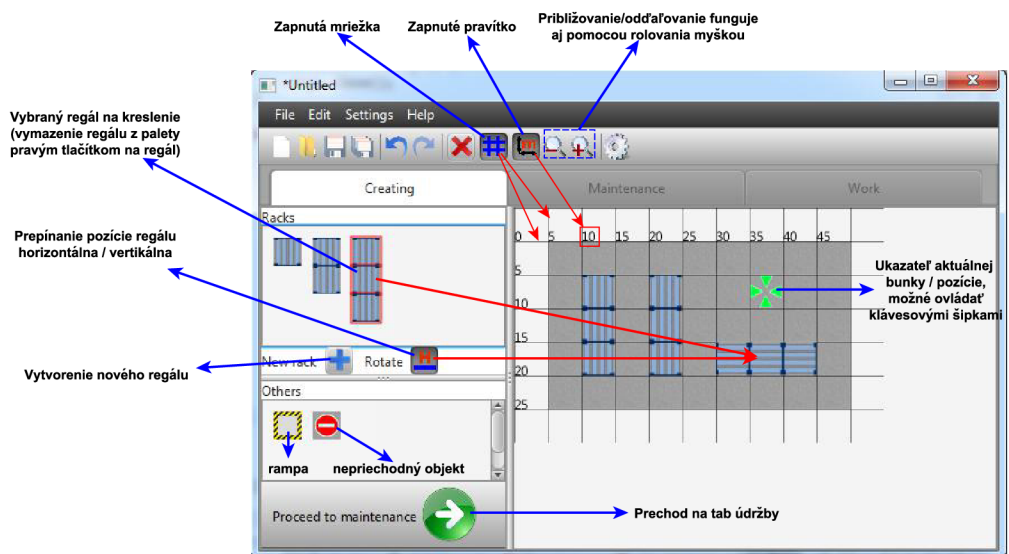 Zapnutá mriežka
Zapnuté pravítko
Približovanie/odďaľovanie funguje
aj pomocou rolovania myškou
Vybraný regál na kreslenie
(vymazenie regálu z palety
pravým tlačítkom na regál)
Prepínanie pozície regálu
horizontálna / vertikálna
Vytvorenie nového regálu
*Untitled
File Edit Settings Help
Creating
Maintenance
Work
Racks
New rack
Rotate
H
Others
rampa
nepriechodný objekt
Proceed to maintenance
0 5 10 15 20 25 30 35 40 45
5
10
15
20
25
Ukazateľ aktuálnej
bunky / pozície,
možné ovládať
klávesovými šipkami
Prechod na tab údržby